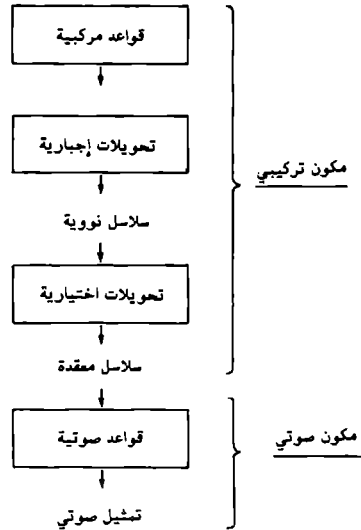 قواعد مركبية
تحويلات إجبارية
مكون تركيبي
سلاسل نووية
تحويلات اختيارية
سلاسل معقدة
قواعد صوتية
مكون صوتي
تمثيل صوتي